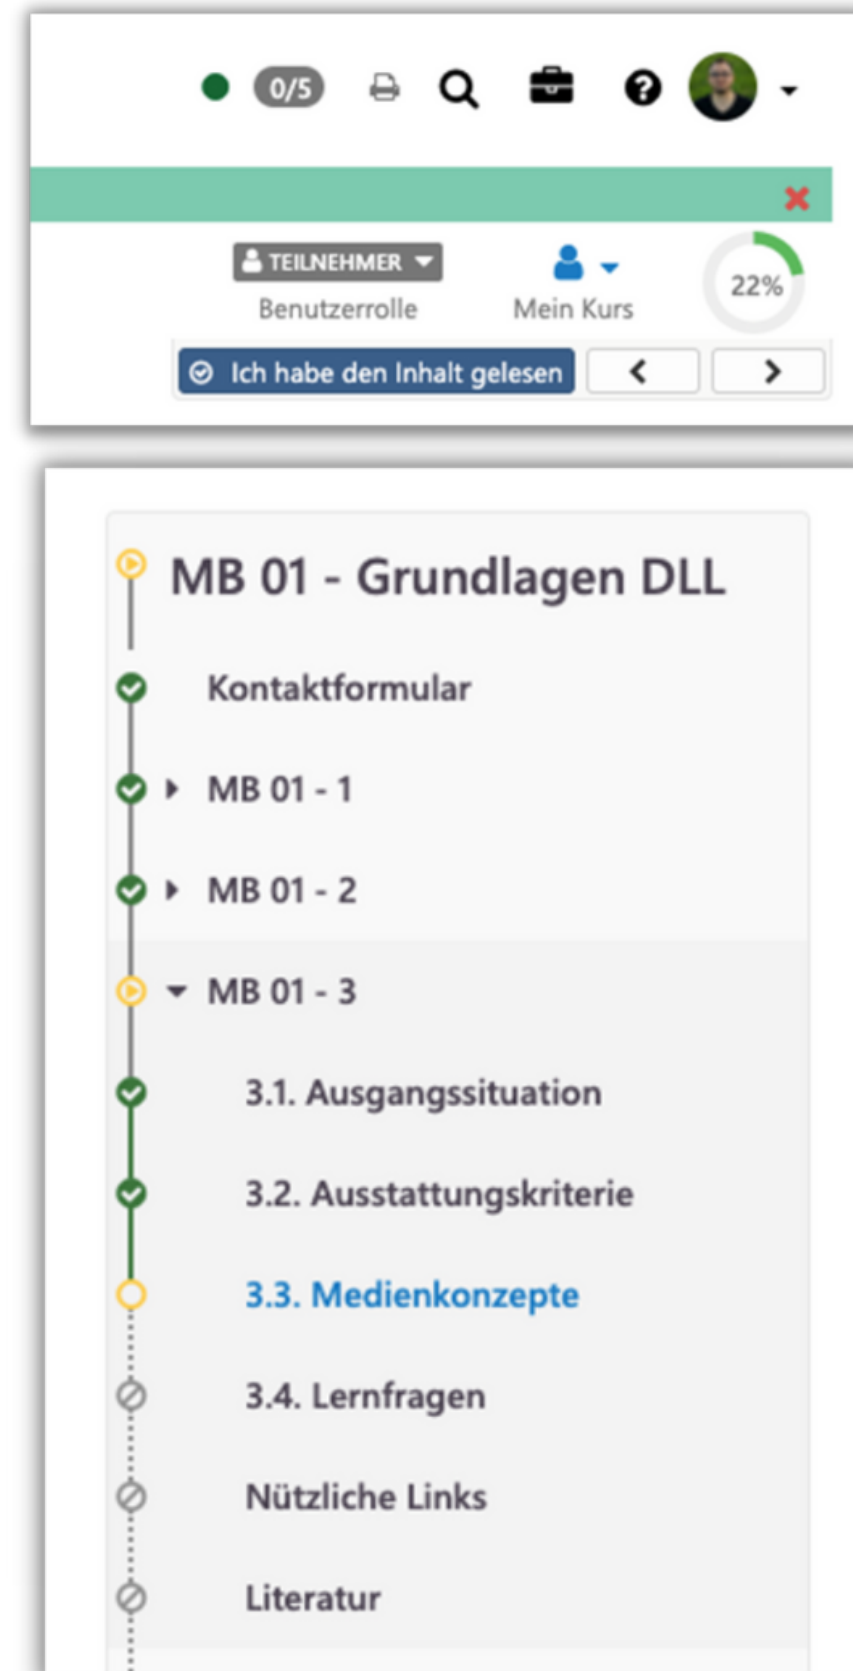 0/5
TEILNEHMER
Benutzerrolle
Mein Kurs
22%
Ich habe den Inhalt gelesen
MB 01 - Grundlagen DLL
Kontaktformular
MB 01 - 1
MB 01 - 2
MB 01 - 3
3.1. Ausgangssituation
3.2. Ausstattungskriterie
3.3. Medienkonzepte
3.4. Lernfragen
Nützliche Links
Literatur